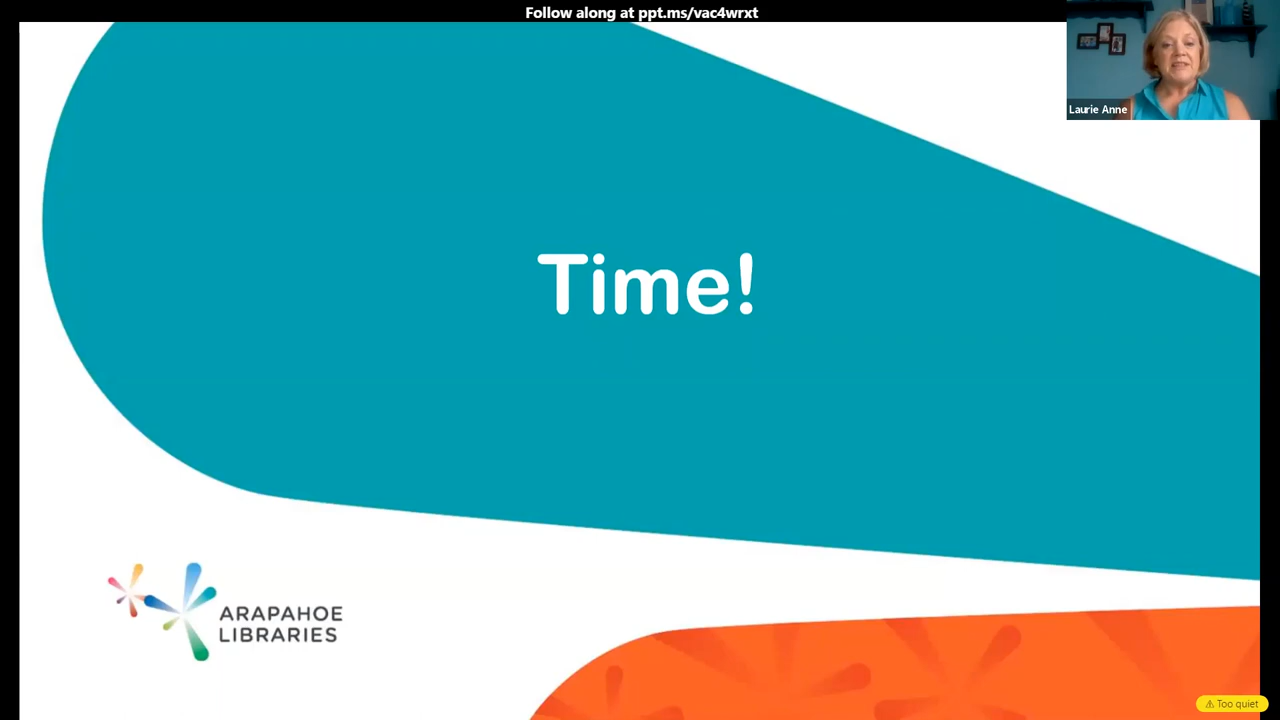 Follow along at ppt.ms/vac4wrxt
Laurie Anne
Time!
ARAPAHOE
LIBRARIES
⚠ Too quiet